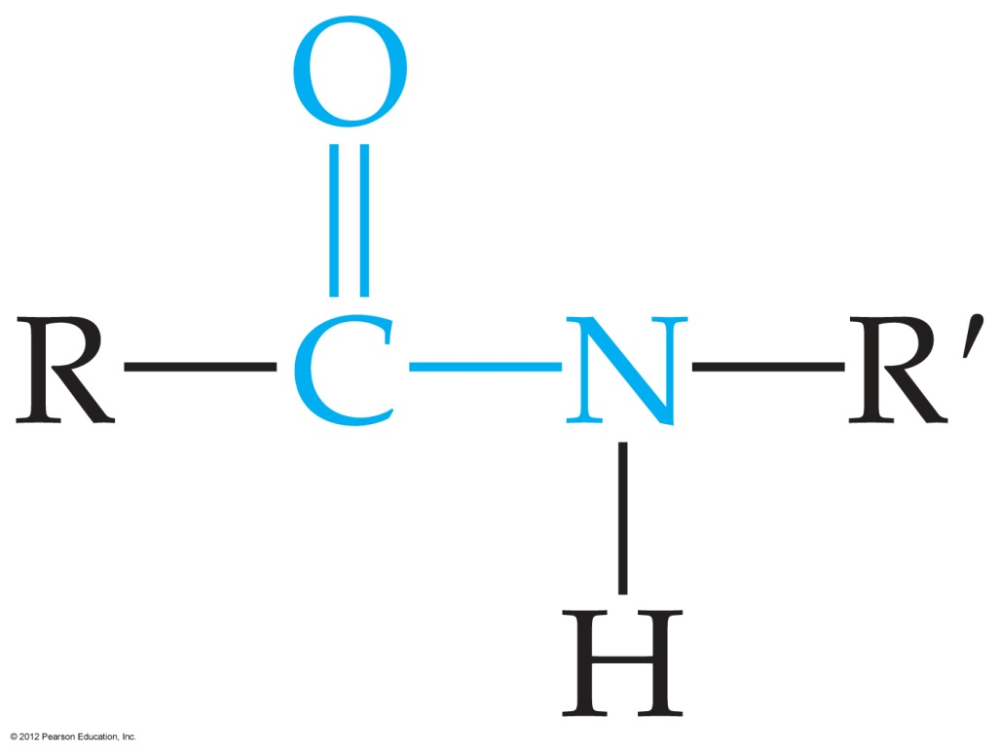 O
R C N R′
H
© 2012 Pearson Education, Inc.